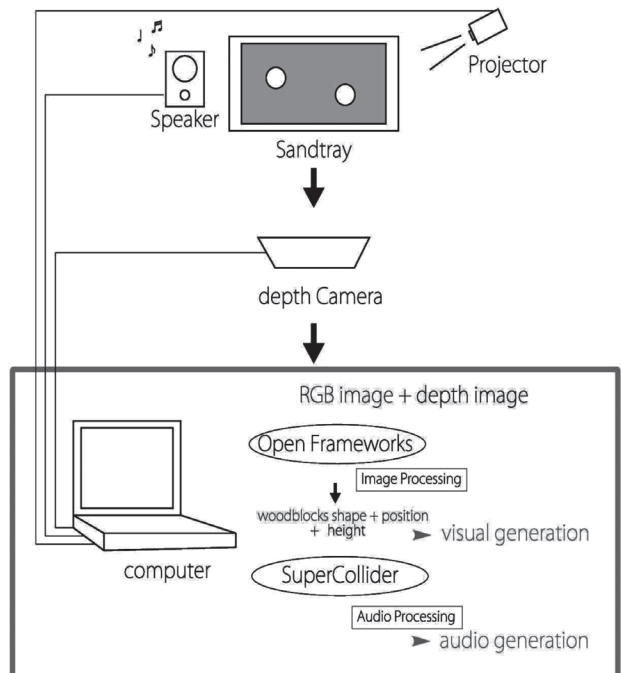 Projector
Speaker
Sandtray
depth Camera
RGB image + depth image
Open Frameworks
Image Processing
woodblocks shape + position
+ height
visual generation
computer
SuperCollider
Audio Processing
audio generation